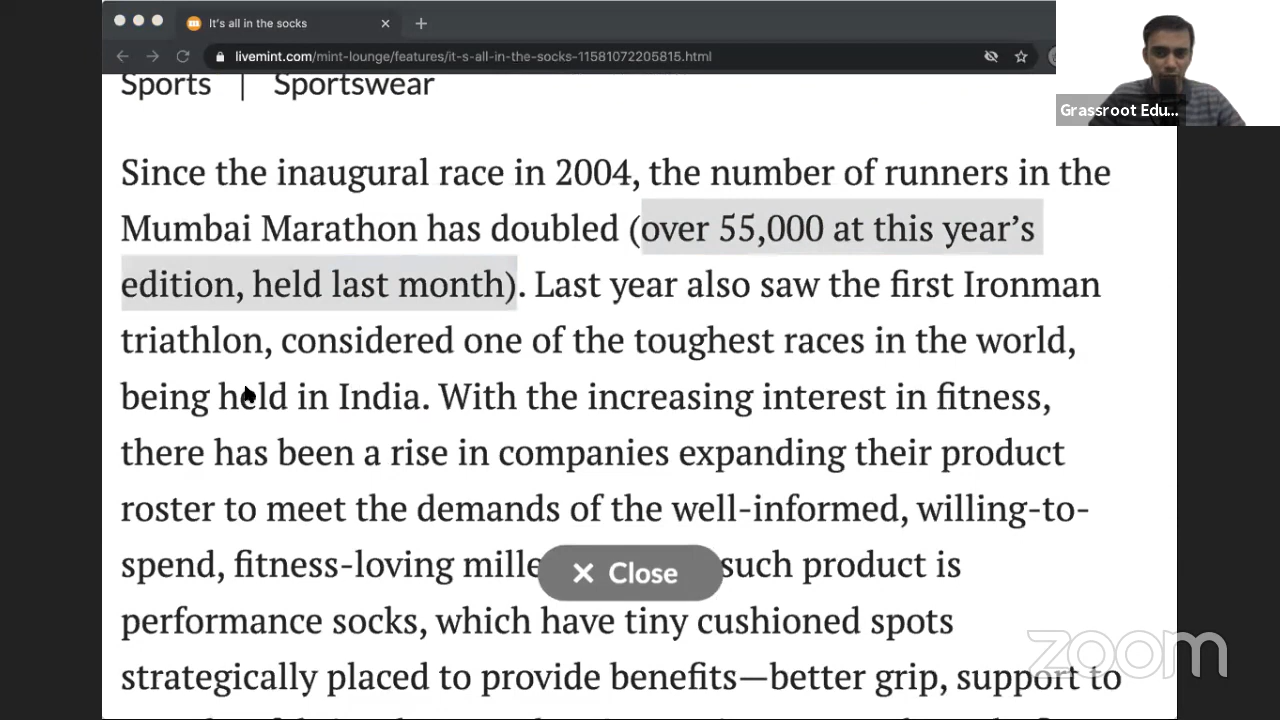 It's all in the socks
livemint.com/mint-lounge/features/it-s-all-in-the-socks-11581072205815.html
Grassroot Edu...
Sports | Sportswear
Since the inaugural race in 2004, the number of runners in the
Mumbai Marathon has doubled (over 55,000 at this year’s
edition, held last month). Last year also saw the first Ironman
triathlon, considered one of the toughest races in the world,
being held in India. With the increasing interest in fitness,
there has been a rise in companies expanding their product
roster to meet the demands of the well-informed, willing-to-
spend, fitness-loving mille such product is
Close
performance socks, which have tiny cushioned spots
strategically placed to provide benefits—better grip, support to
zoom